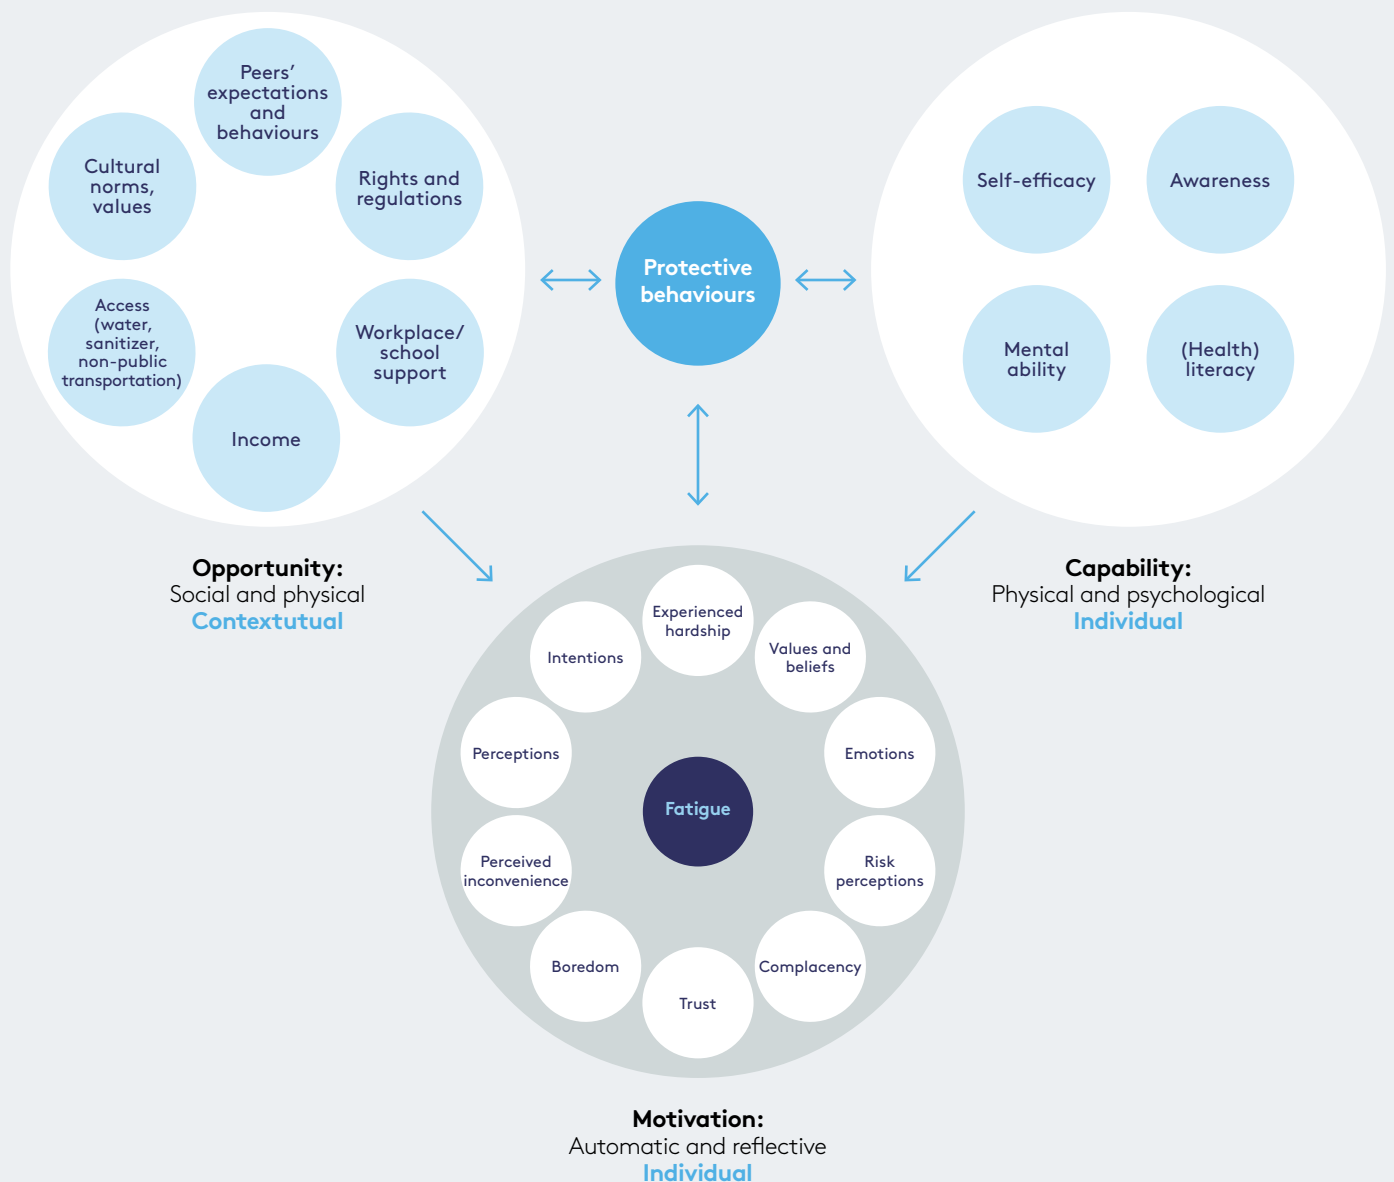 Peers’
expectations
and
behaviours
Cultural
norms,
values
Rights and
regulations
Access
(water,
sanitizer,
non-public
transportation)
Workplace/
school
support
Income
Protective
behaviours
Self-efficacy
Awareness
Mental
ability
(Health)
literacy
Opportunity:
Social and physical
Contextutual
Capability:
Physical and psychological
Individual
Experienced
hardship
Intentions
Values and
beliefs
Perceptions
Emotions
Fatigue
Perceived
inconvenience
Risk
perceptions
Boredom
Complacency
Trust
Motivation:
Automatic and reflective
Individual